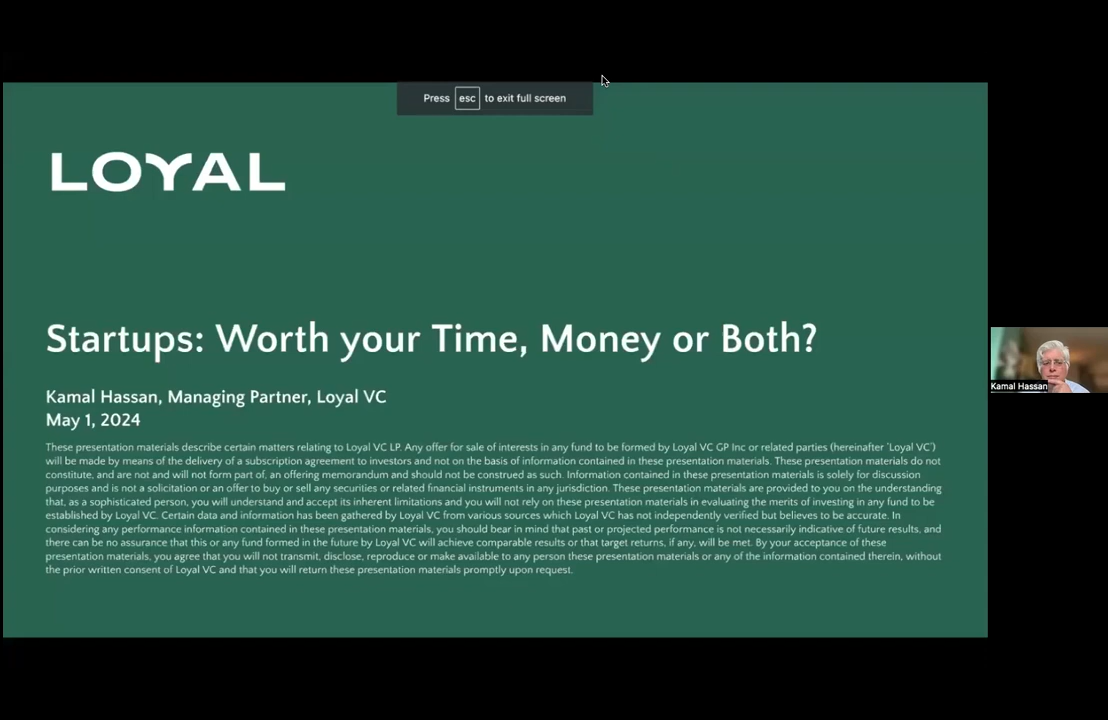 Press esc to exit full screen
LOYAL
Startups: Worth your Time, Money or Both?
Kamal Hassan, Managing Partner, Loyal VC
May 1, 2024
These presentation materials describe certain matters relating to Loyal VC LP. Any offer for sale of interests in any fund to be formed by Loyal VC GP Inc or related parties (hereinafter 'Loyal VC')
will be made by means of the delivery of a subscription agreement to investors and not on the basis of information contained in these presentation materials. These presentation materials do not
constitute, and are not and will not form part of, an offering memorandum and should not be construed as such. Information contained in these presentation materials is solely for discussion
purposes and is not a solicitation or an offer to buy or sell any securities or related financial instruments in any jurisdiction. These presentation materials are provided to you on the understanding
that, as a sophisticated person, you will understand and accept its inherent limitations and you will not rely on these presentation materials in evaluating the merits of investing in any fund to be
established by Loyal VC. Certain data and information has been gathered by Loyal VC from various sources which Loyal VC has not independently verified but believes to be accurate. In
considering any performance information contained in these presentation materials, you should bear in mind that past or projected performance is not necessarily indicative of future results, and
there can be no assurance that this or any fund formed in the future by Loyal VC will achieve comparable results or that target returns, if any, will be met. By your acceptance of these
presentation materials, you agree that you will not transmit, disclose, reproduce or make available to any person these presentation materials or any of the information contained therein, without
the prior written consent of Loyal VC and that you will return these presentation materials promptly upon request.
Kamal Hassan